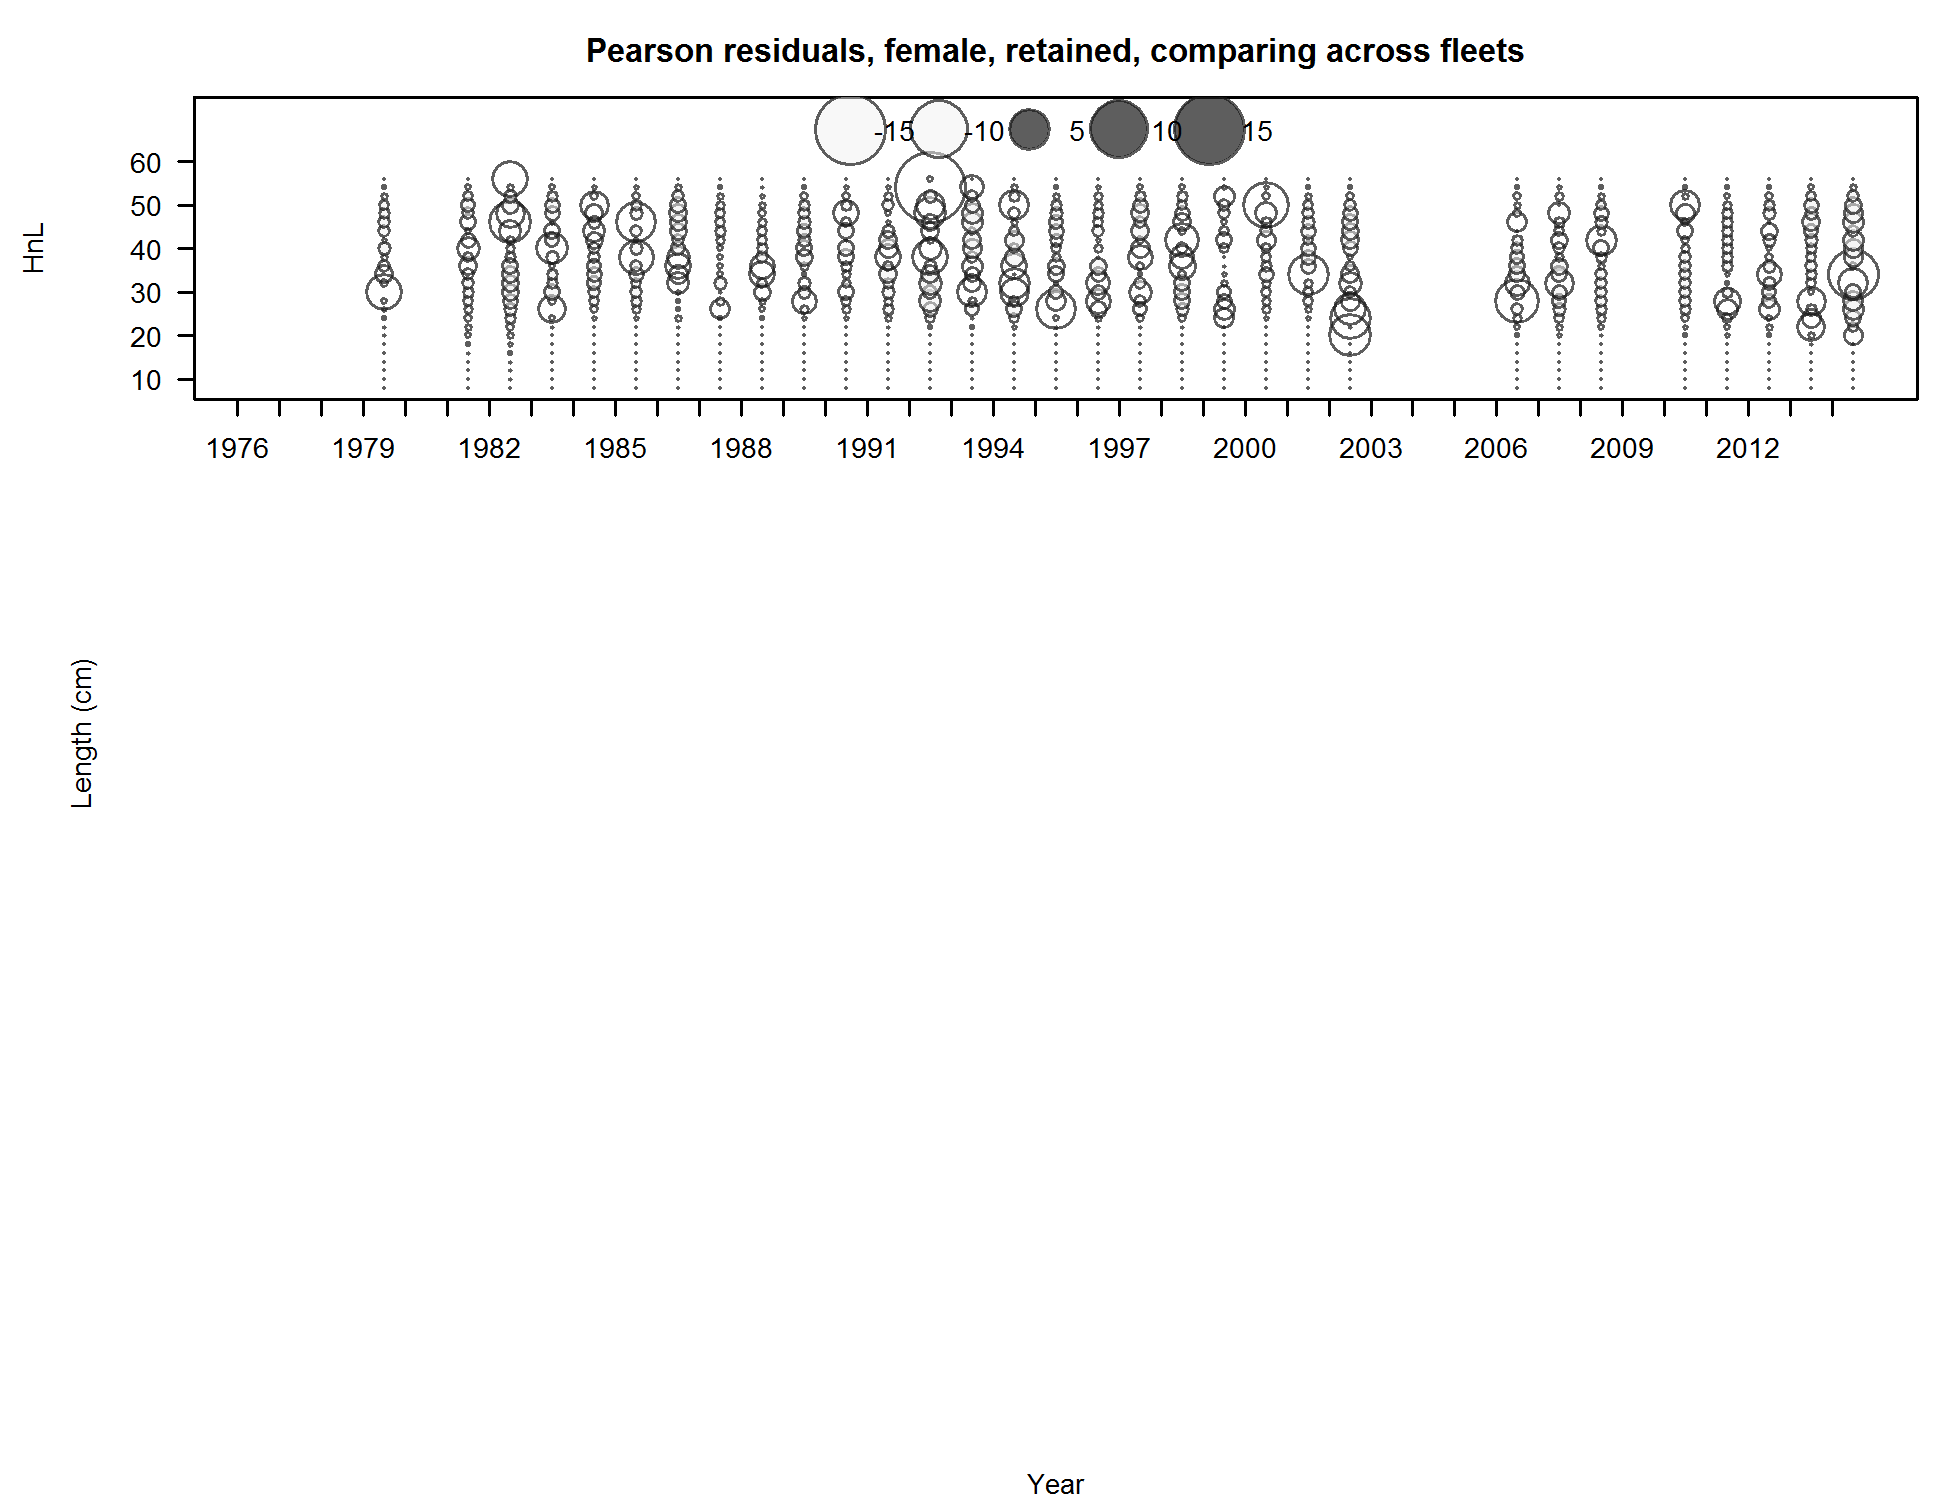 Pearson residuals, female, retained, comparing across fleets
-15 -10 5 10 15
HnL
60
50
40
30
20
10
1976 1979 1982 1985 1988 1991 1994 1997 2000 2003 2006 2009 2012
Length (cm)
Year